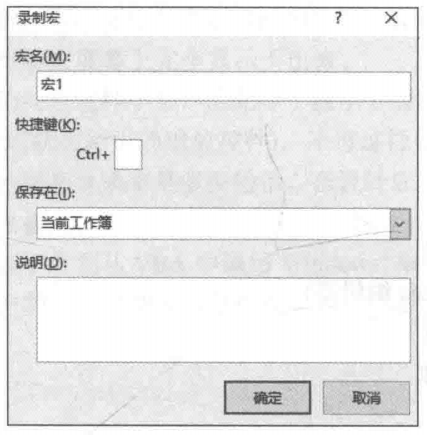 录制宏 ? ×
宏名(M):
宏1
快捷键(K):
Ctrl+
保存在(I):
当前工作簿
说明(D):
确定 取消